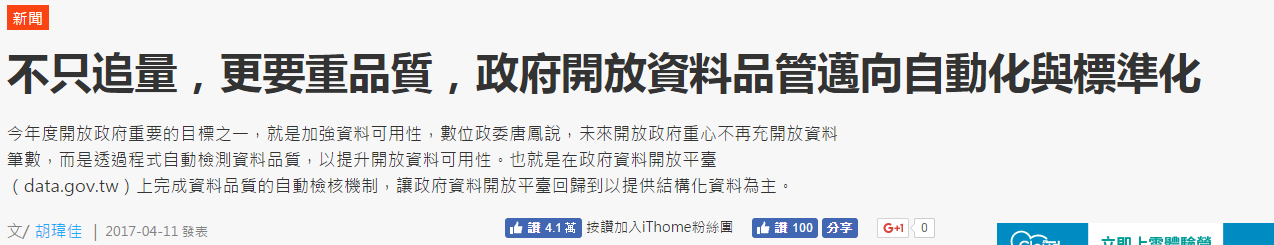 新聞
不只追量，更要重品質，政府開放資料品管邁向自動化與標準化
今年度開放政府重要的目標之一，就是加強資料可用性，數位政委唐鳳說，未來開放政府重心不再充開放資料
筆數，而是透過程式自動檢測資料品質，以提升開放資料可用性。也就是在政府資料開放平臺
（data.gov.tw）上完成資料品質的自動檢核機制，讓政府資料開放平臺回歸到以提供結構化資料為主。
文/ 胡瑋佳 | 2017-04-11 發表 讚 4.1 萬 按讚加入iThome粉絲團 讚 100 分享 G+1 0